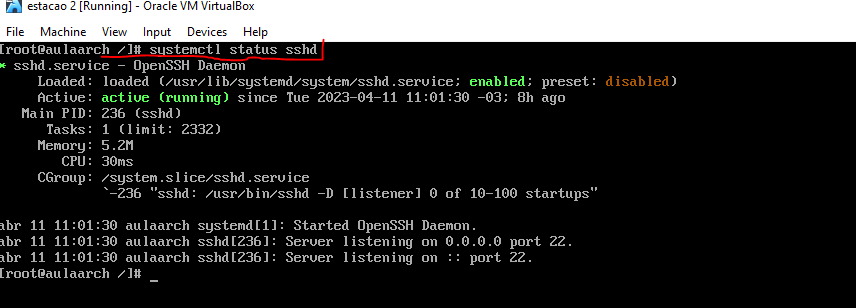 estacao 2 [Running] - Oracle VM VirtualBox
File Machine View Input Devices Help
[root@aulaarch /]# systemctl status sshd
* sshd.service - OpenSSH Daemon
Loaded: loaded (/usr/lib/systemd/system/sshd.service; enabled; preset: disabled)
Active: active (running) since Tue 2023-04-11 11:01:30 -03; 8h ago
Main PID: 236 (sshd)
Tasks: 1 (limit: 2332)
Memory: 5.2M
CPU: 30ms
CGroup: /system.slice/sshd.service
`-236 "sshd: /usr/bin/sshd -D [listener] 0 of 10-100 startups"
abr 11 11:01:30 aulaarch systemd[1]: Started OpenSSH Daemon.
abr 11 11:01:30 aulaarch sshd[236]: Server listening on 0.0.0.0 port 22.
abr 11 11:01:30 aulaarch sshd[236]: Server listening on :: port 22.
[root@aulaarch /]# _